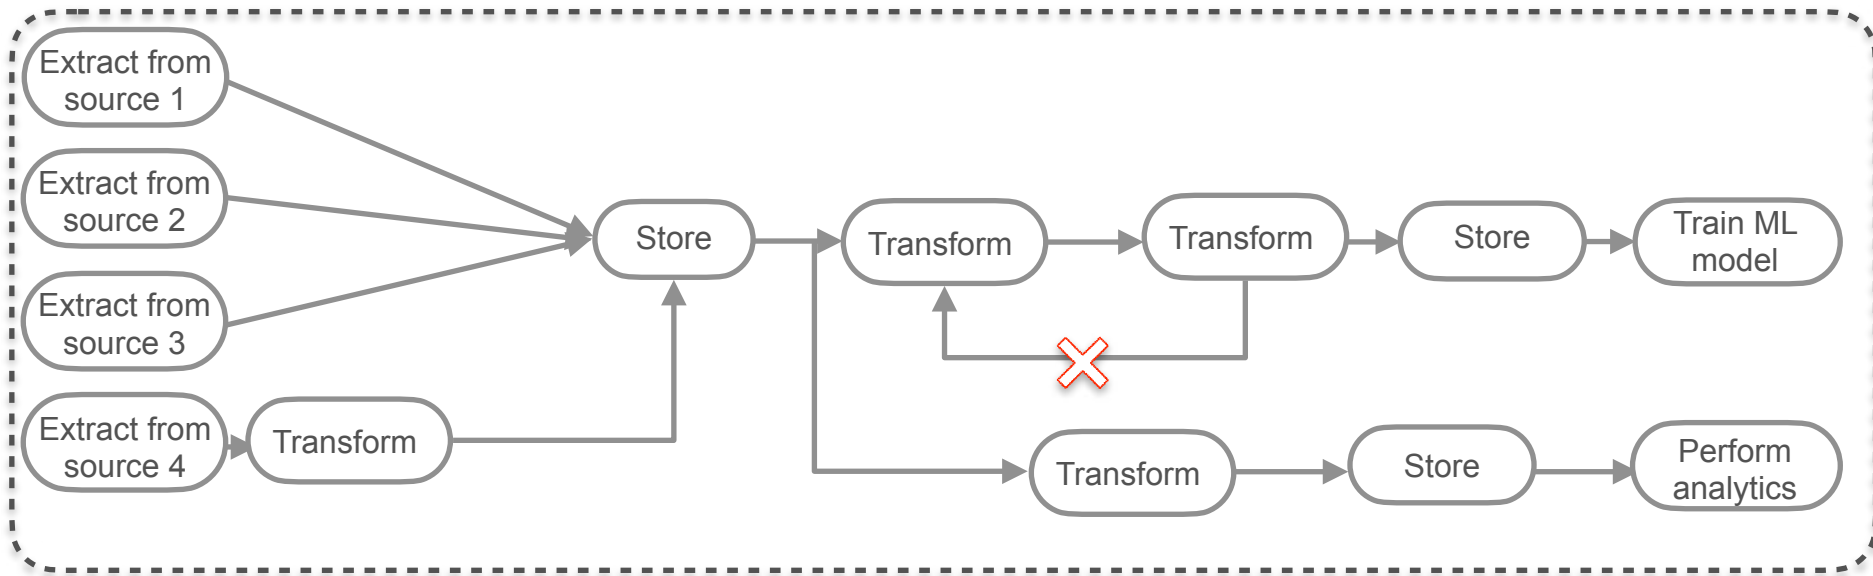 Extract from
source 1
Extract from
source 2
Extract from
source 3
Extract from
source 4
Transform
Store
Transform
Transform
Store
Train ML
model
Transform
Store
Perform
analytics